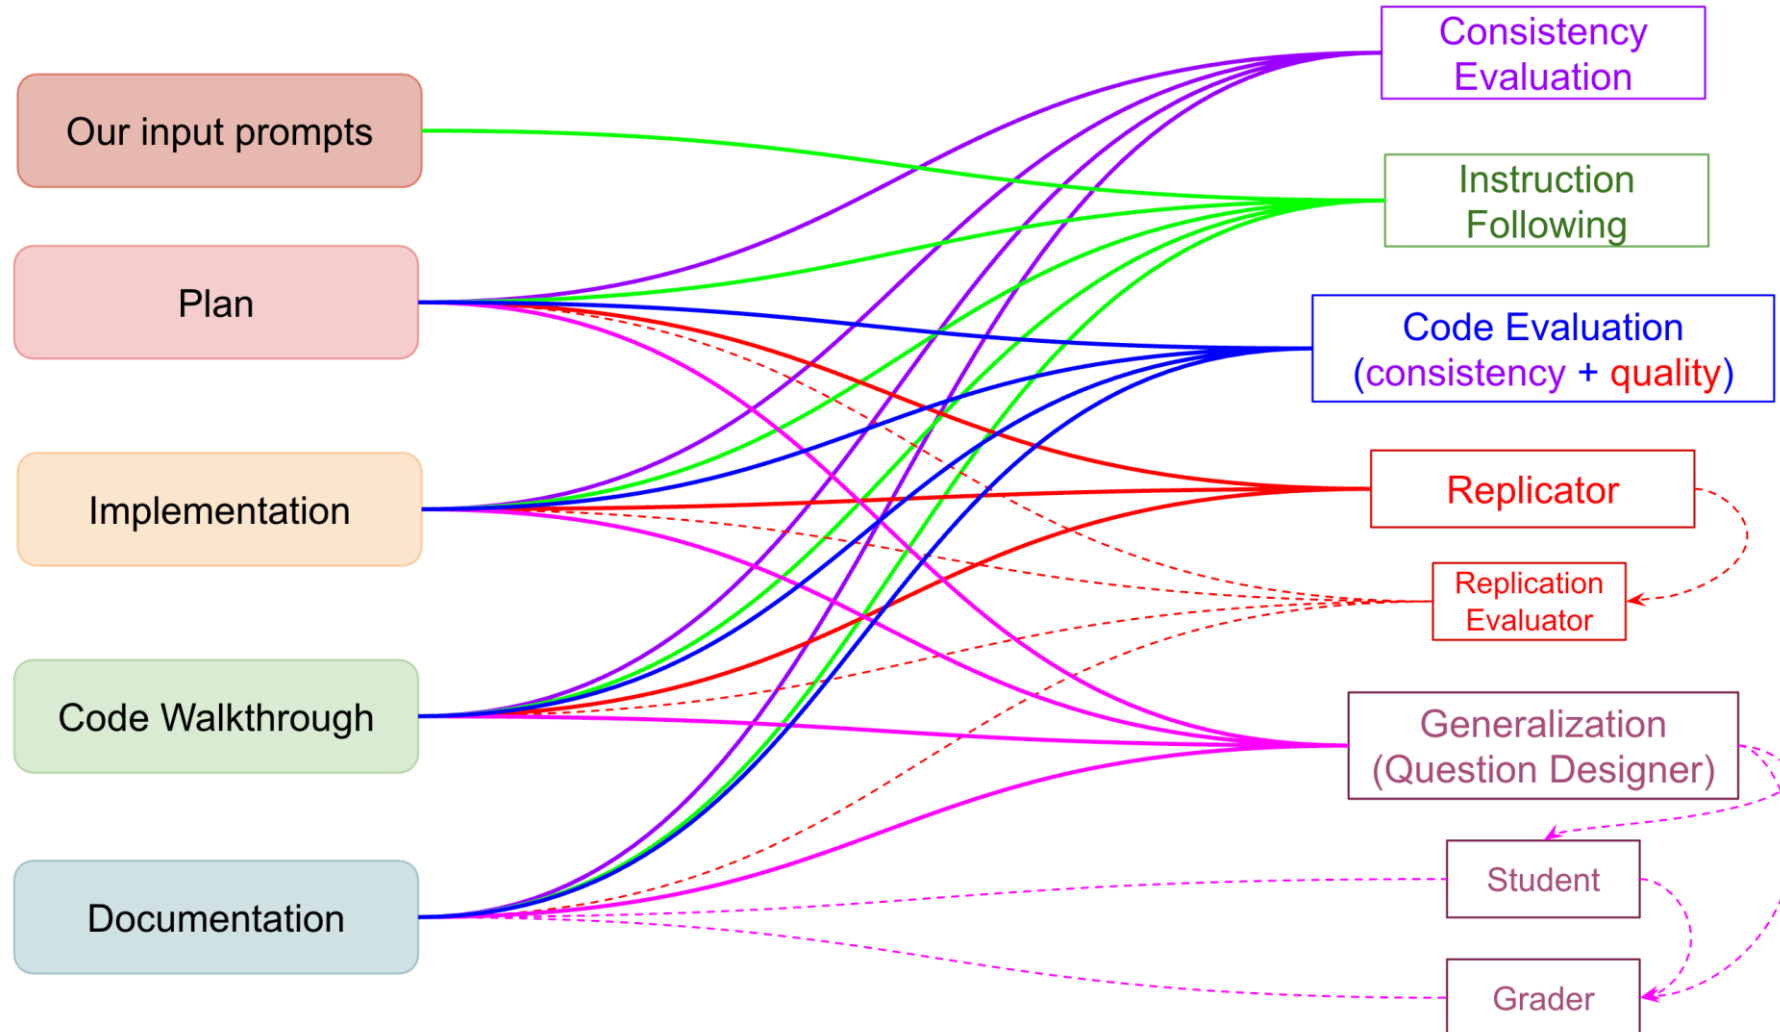 Our input prompts
Plan
Implementation
Code Walkthrough
Documentation
Consistency
Evaluation
Instruction
Following
Code Evaluation
(consistency + quality)
Replicator
Replication
Evaluator
Generalization
(Question Designer)
Student
Grader